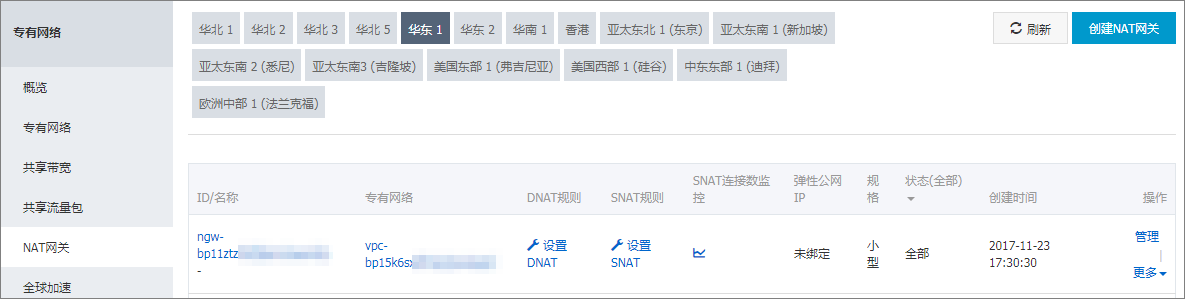 专有网络
概览
专有网络
共享带宽
共享流量包
NAT网关
全球加速
华北 1 华北 2 华北 3 华北 5 华东 1 华东 2 华南 1 香港 亚太东北 1 (东京) 亚太东南 1 (新加坡)
刷新 创建NAT网关
亚太东南 2 (悉尼) 亚太东南3 (吉隆坡) 美国东部 1 (弗吉尼亚) 美国西部 1 (硅谷) 中东东部 1 (迪拜)
欧洲中部 1 (法兰克福)
ID/名称
专有网络
DNAT规则
SNAT规则
SNAT连接数监
控
弹性公网
IP
规
格
状态(全部)
创建时间
操作
ngw-
bp11ztz
-
vpc-
bp15k6s
设置
DNAT
设置
SNAT
未绑定
小
型
全部
2017-11-23
17:30:30
管理
|
更多